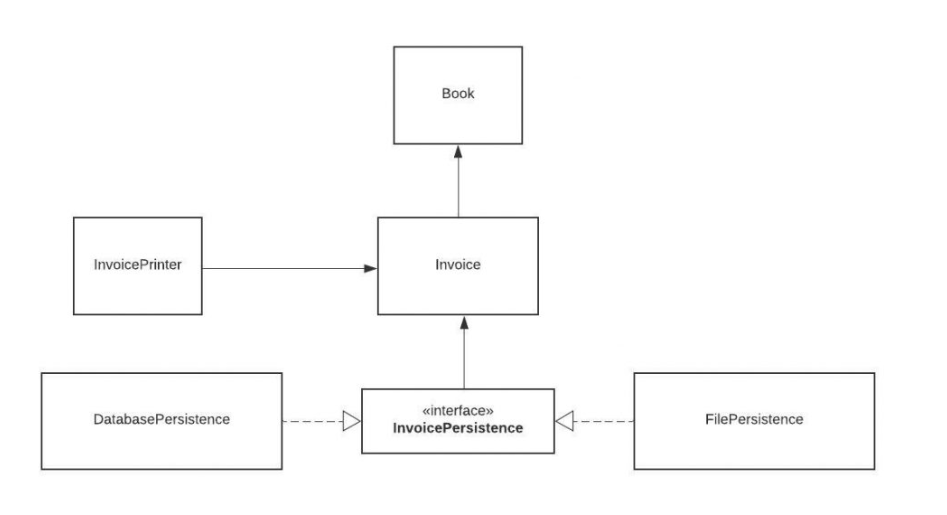 Book
InvoicePrinter
Invoice
DatabasePersistence
«interface»
InvoicePersistence
FilePersistence